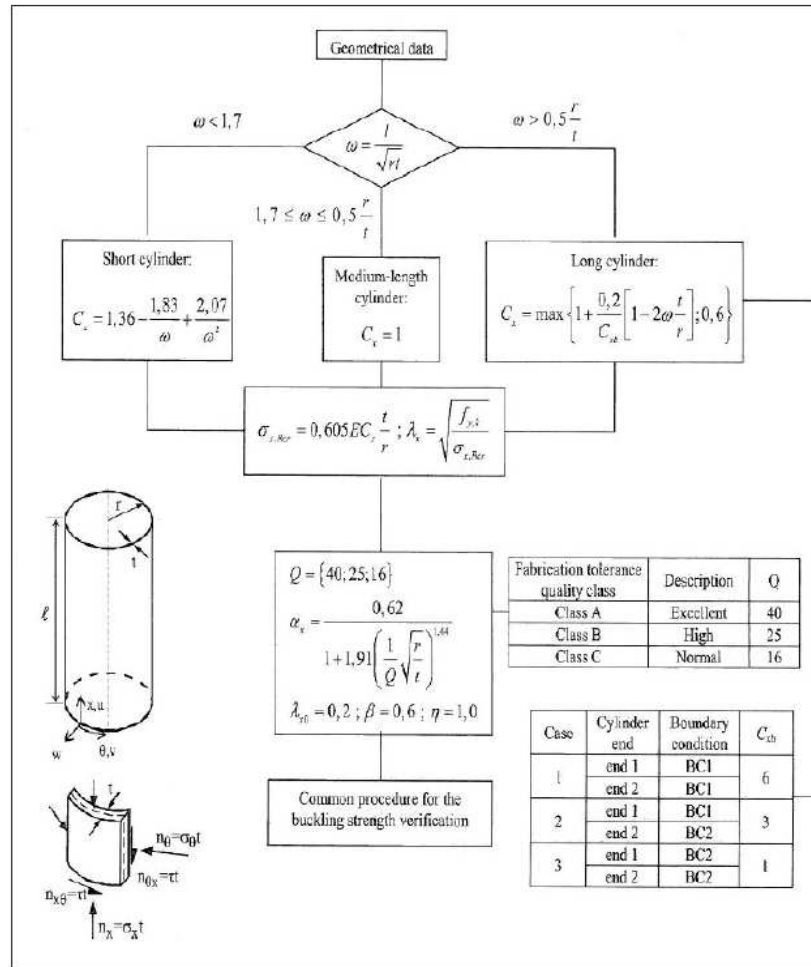 Geometrical data
ω<1,7
ω = l / √(rt)
ω > 0,5 r/t
1,7 ≤ ω ≤ 0,5 r/t
Short cylinder:
C_x = 1,36 − 1,83/ω + 2,07/ω²
Medium-length
cylinder:
C_x = 1
Long cylinder:
C_x = max{1 + 0,2/C_xb [1 − 2ω t/r] ; 0,6}
σ_x,Rcr = 0,605EC_x t/r ; λ_x = √(f_y,k / σ_x,Rcr)
r
t
ℓ
x,u
w
θ,v
Q = {40;25;16}
α_x = 0,62 / (1 + 1,91(1/Q √(r/t))^1,44)
λ_x0 = 0,2 ; β = 0,6 ; η = 1,0
Fabrication tolerance quality class Description Q
Class A Excellent 40
Class B High 25
Class C Normal 16
Common procedure for the
buckling strength verification
Case Cylinder end Boundary condition C_xb
1 end 1 BC1 6
end 2 BC1
2 end 1 BC1 3
end 2 BC2
3 end 1 BC2 1
end 2 BC2
t
n_θ=σ_θt
n_θx=τt
n_xθ=τt
n_x=σ_xt